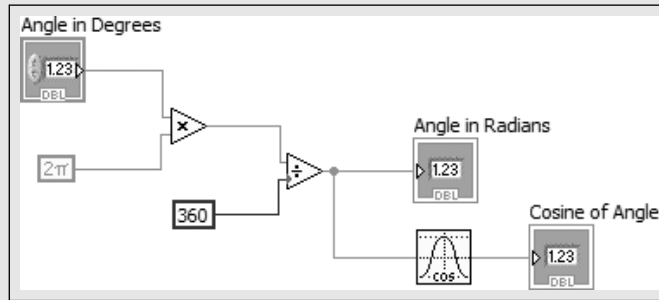 Angle in Degrees
1.23
DBL
×
2π
÷
360
Angle in Radians
1.23
DBL
Cosine of Angle
cos
1.23
DBL